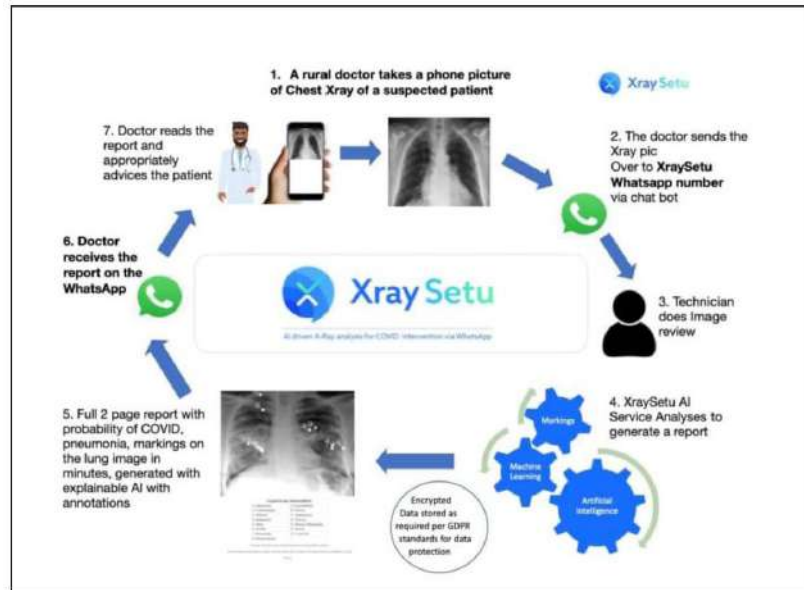 1. A rural doctor takes a phone picture
of Chest Xray of a suspected patient
XraySetu
7. Doctor reads the
report and
appropriately
advices the patient
2. The doctor sends the
Xray pic
Over to XraySetu
Whatsapp number
via chat bot
6. Doctor
receives the
report on the
WhatsApp
Xray Setu
AI driven X-Ray analysis for COVID intervention via WhatsApp
3. Technician
does Image
review
5. Full 2 page report with
probability of COVID,
pneumonia, markings on
the lung image in
minutes, generated with
explainable AI with
annotations
4. XraySetu AI
Service Analyses to
generate a report
Markings
Machine
Learning
Artificial
Intelligence
Encrypted
Data stored as
required per GDPR
standards for data
protection